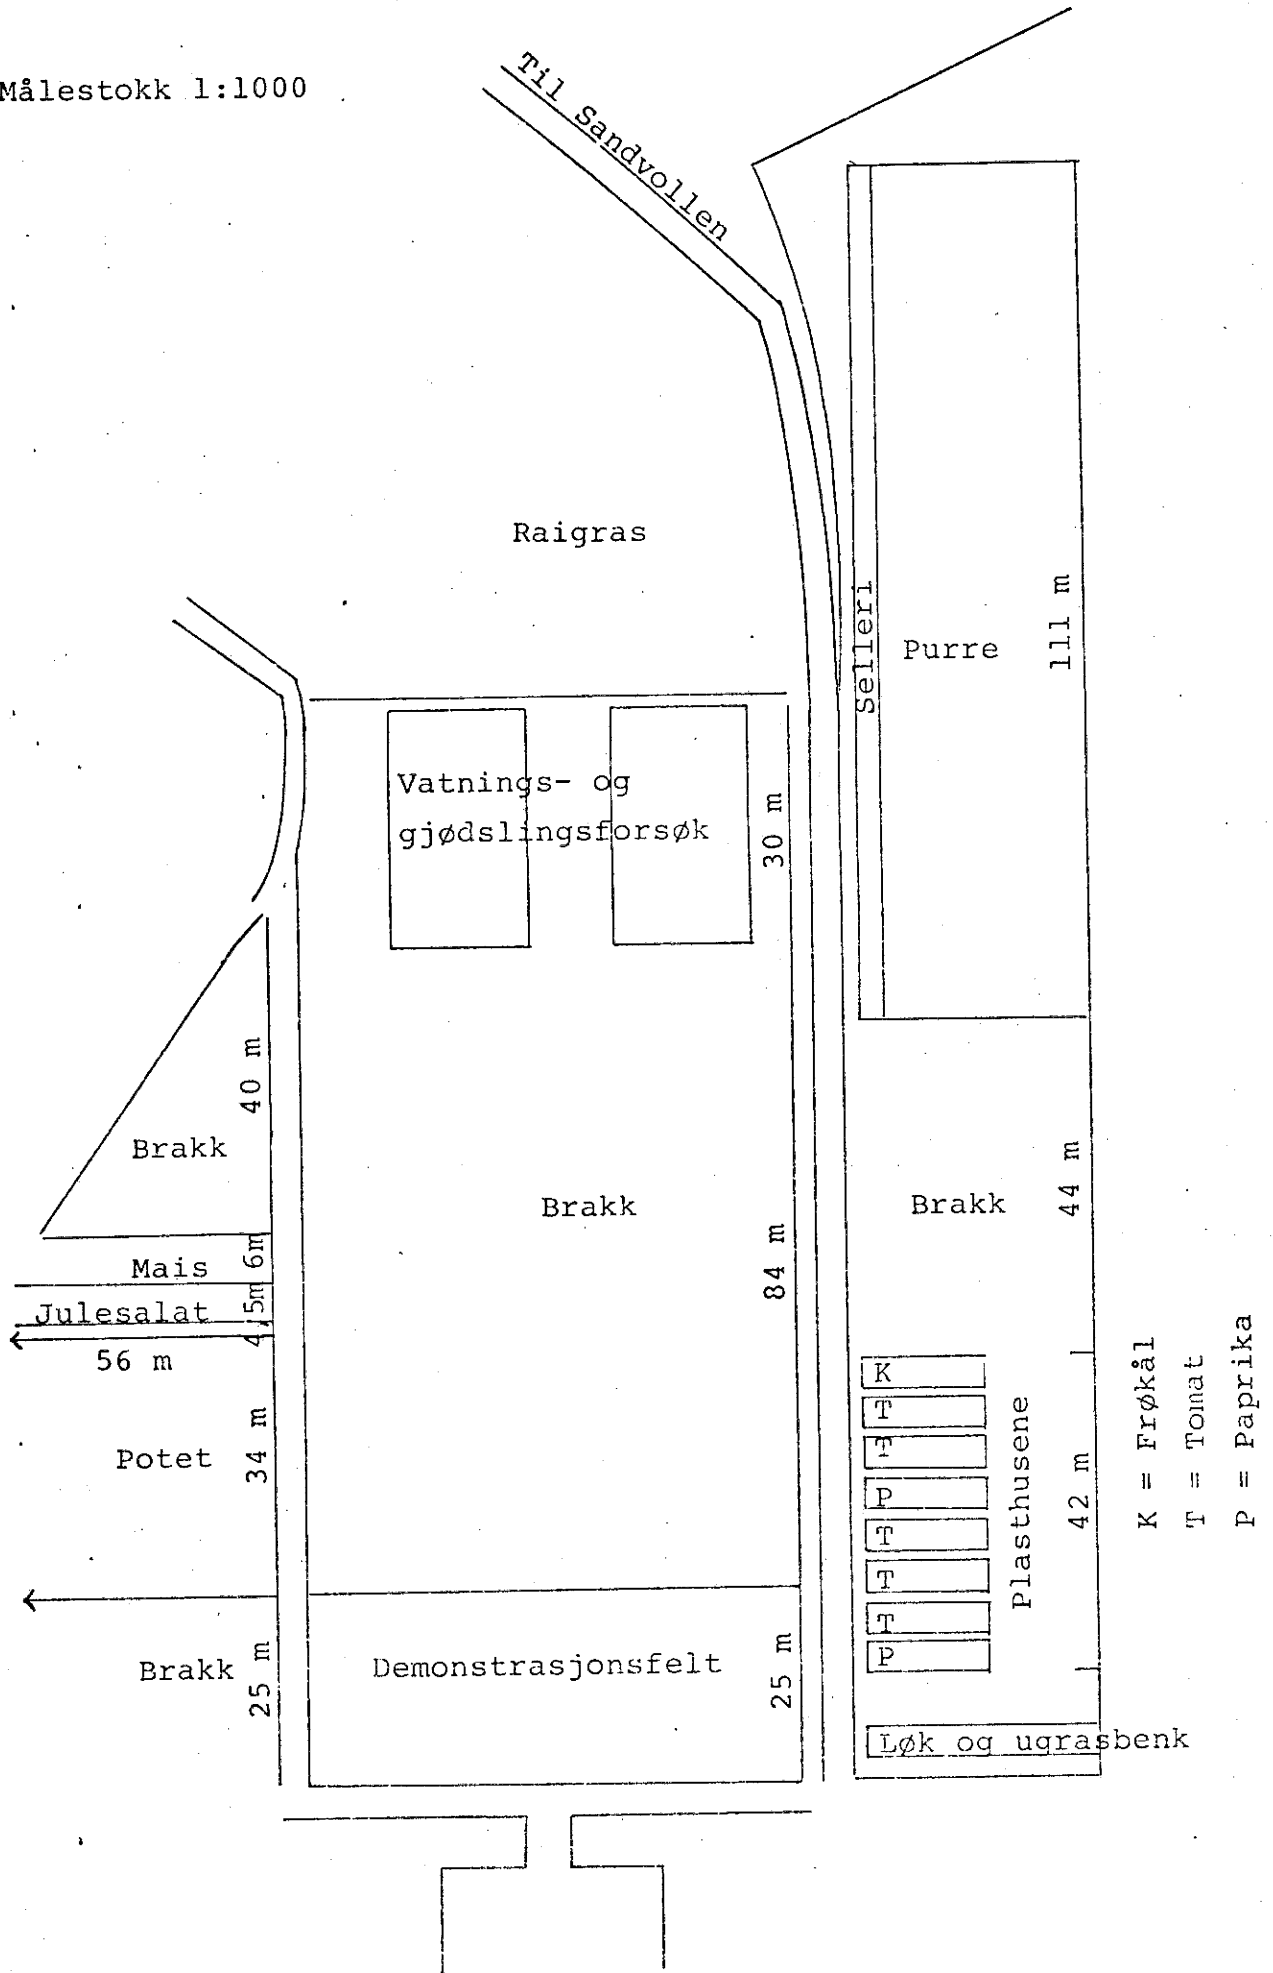 Målestokk 1:1000
Til Sandvollen
Raigras
Selleri
Purre
111 m
Vatnings- og
gjødslingsforsøk
30 m
40 m
Brakk
Brakk
84 m
Brakk
44 m
Mais
6m
Julesalat
4,5m
56 m
Potet
34 m
K
T
T
P
T
T
T
P
Plasthusene
42 m
K = Frøkål
T = Tomat
P = Paprika
Brakk
25 m
Demonstrasjonsfelt
25 m
Løk og ugrasbenk